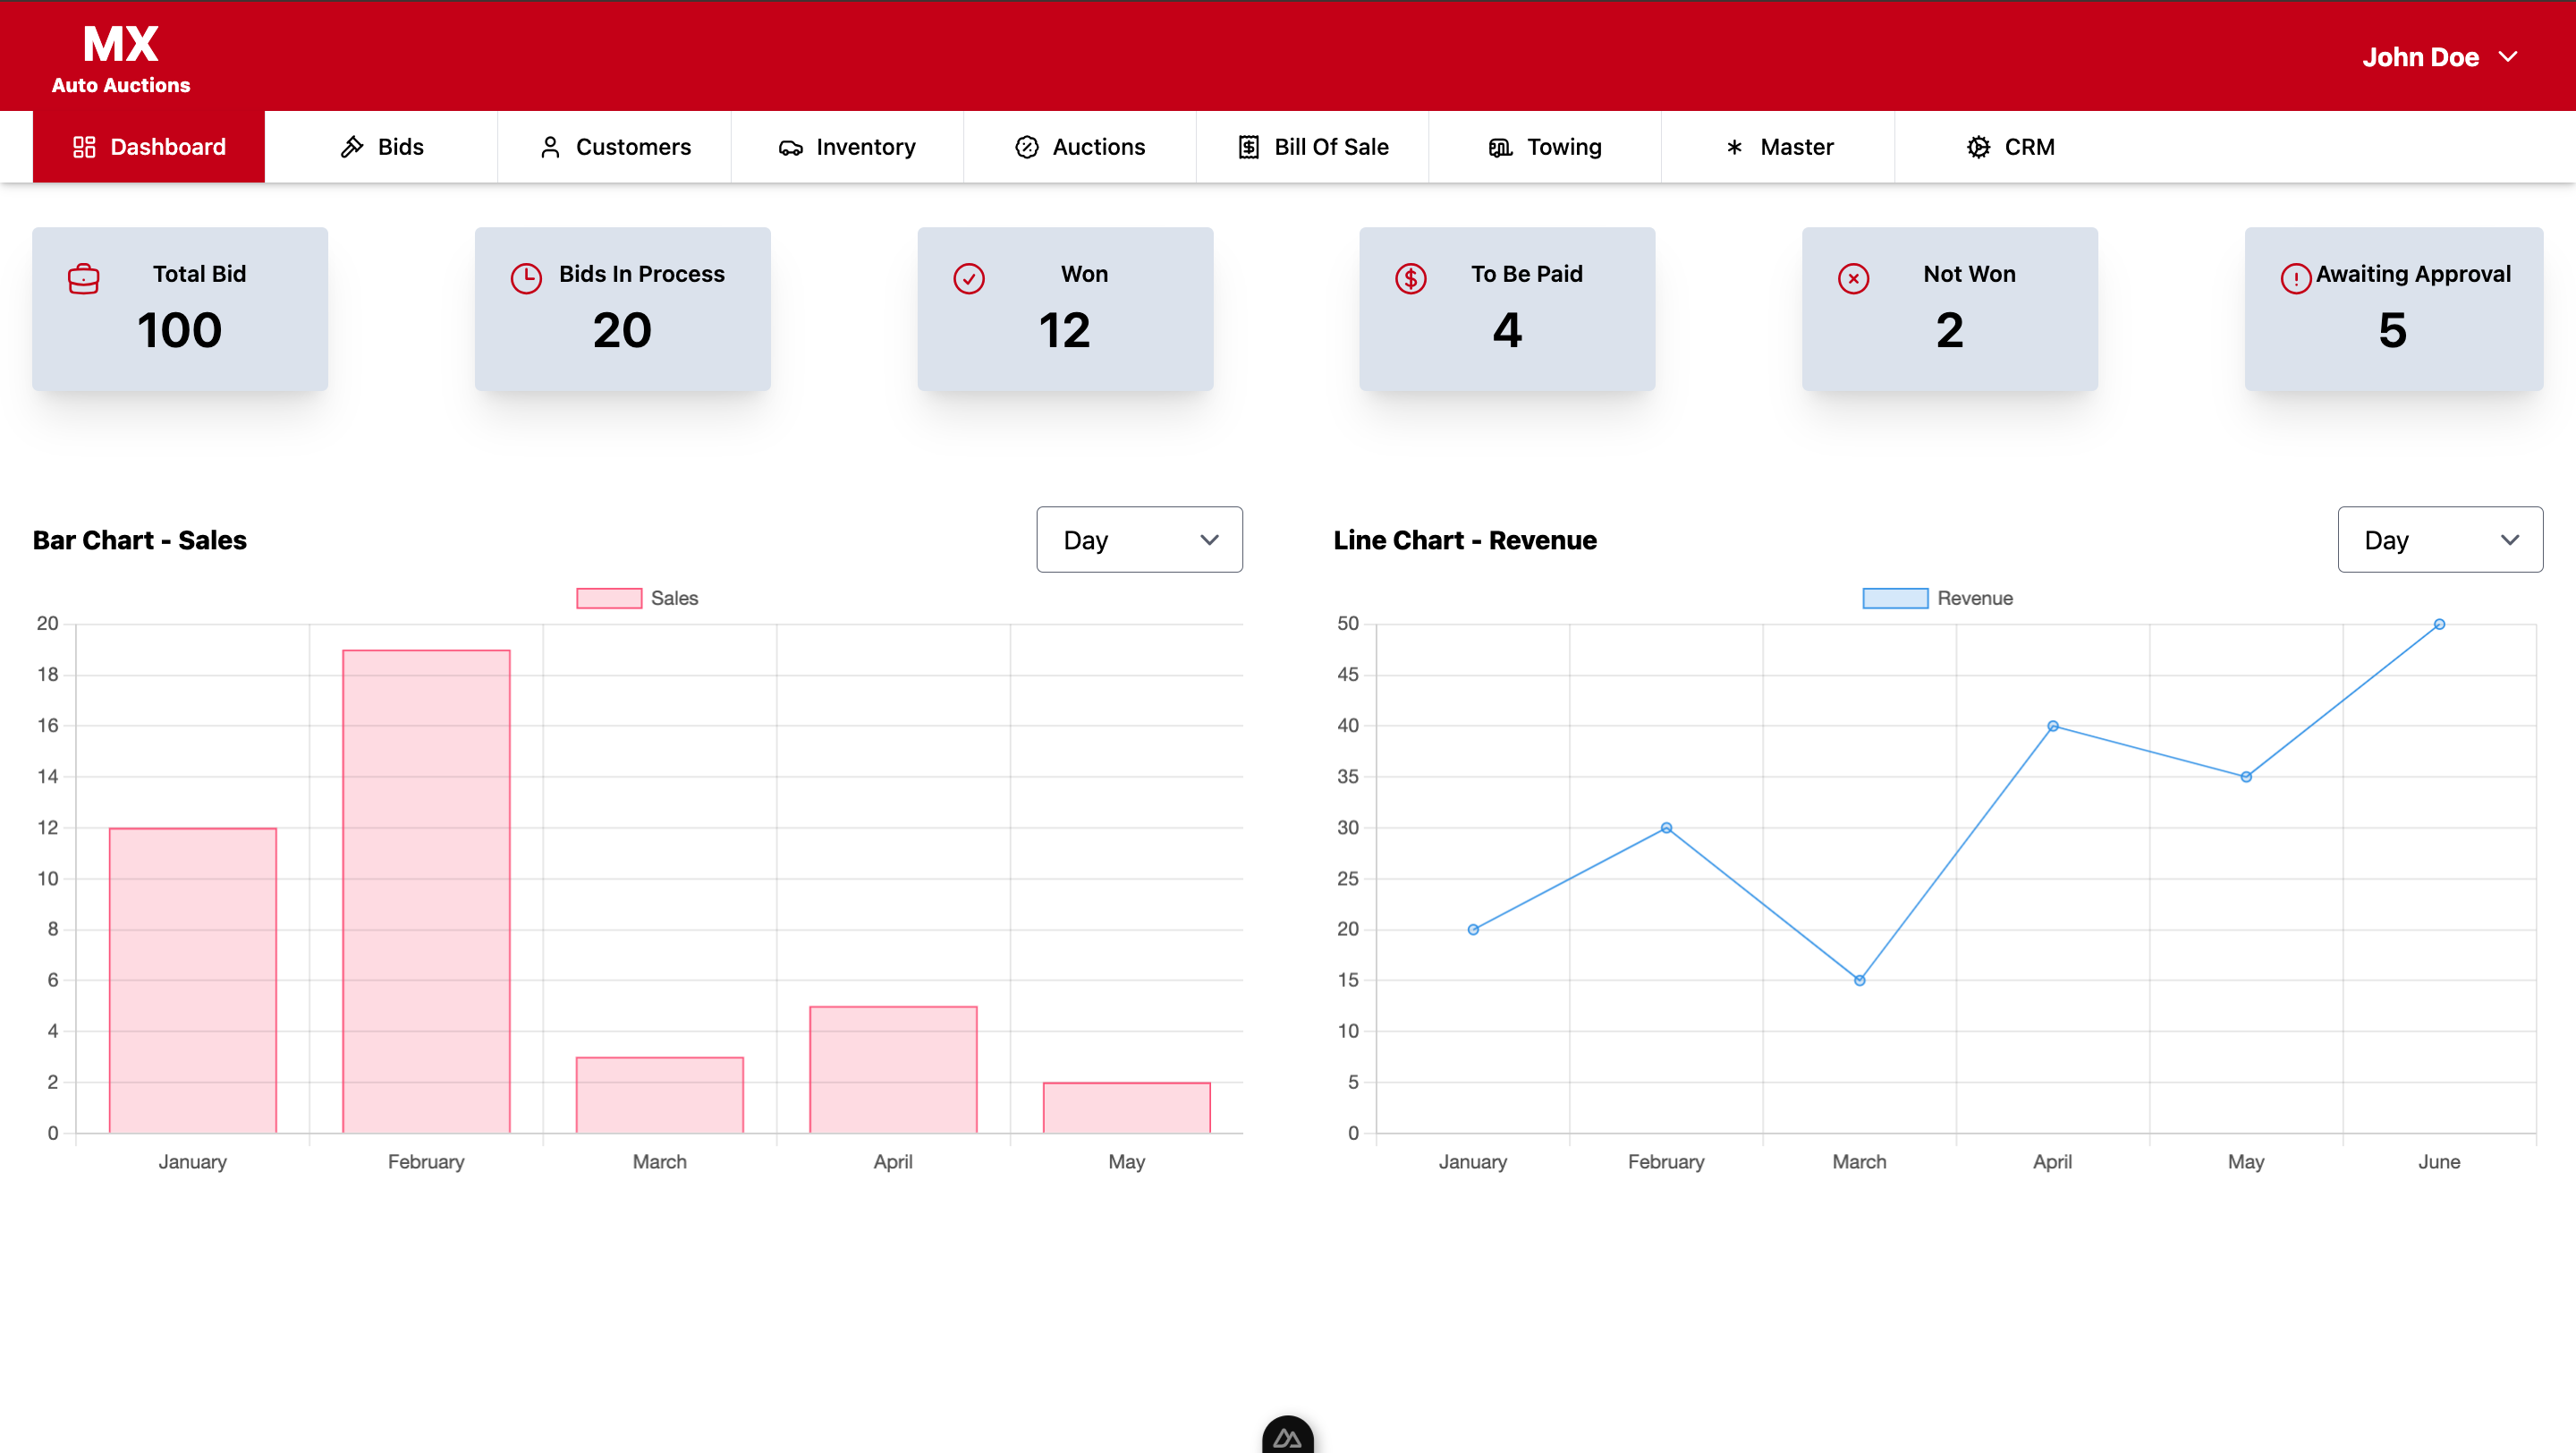 MX
Auto Auctions
John Doe
Dashboard
Bids
Customers
Inventory
Auctions
Bill Of Sale
Towing
Master
CRM
Total Bid
100
Bids In Process
20
Won
12
To Be Paid
4
Not Won
2
Awaiting Approval
5
Bar Chart - Sales
Day
Sales
20
18
16
14
12
10
8
6
4
2
0
January
February
March
April
May
Line Chart - Revenue
Day
Revenue
50
45
40
35
30
25
20
15
10
5
0
January
February
March
April
May
June